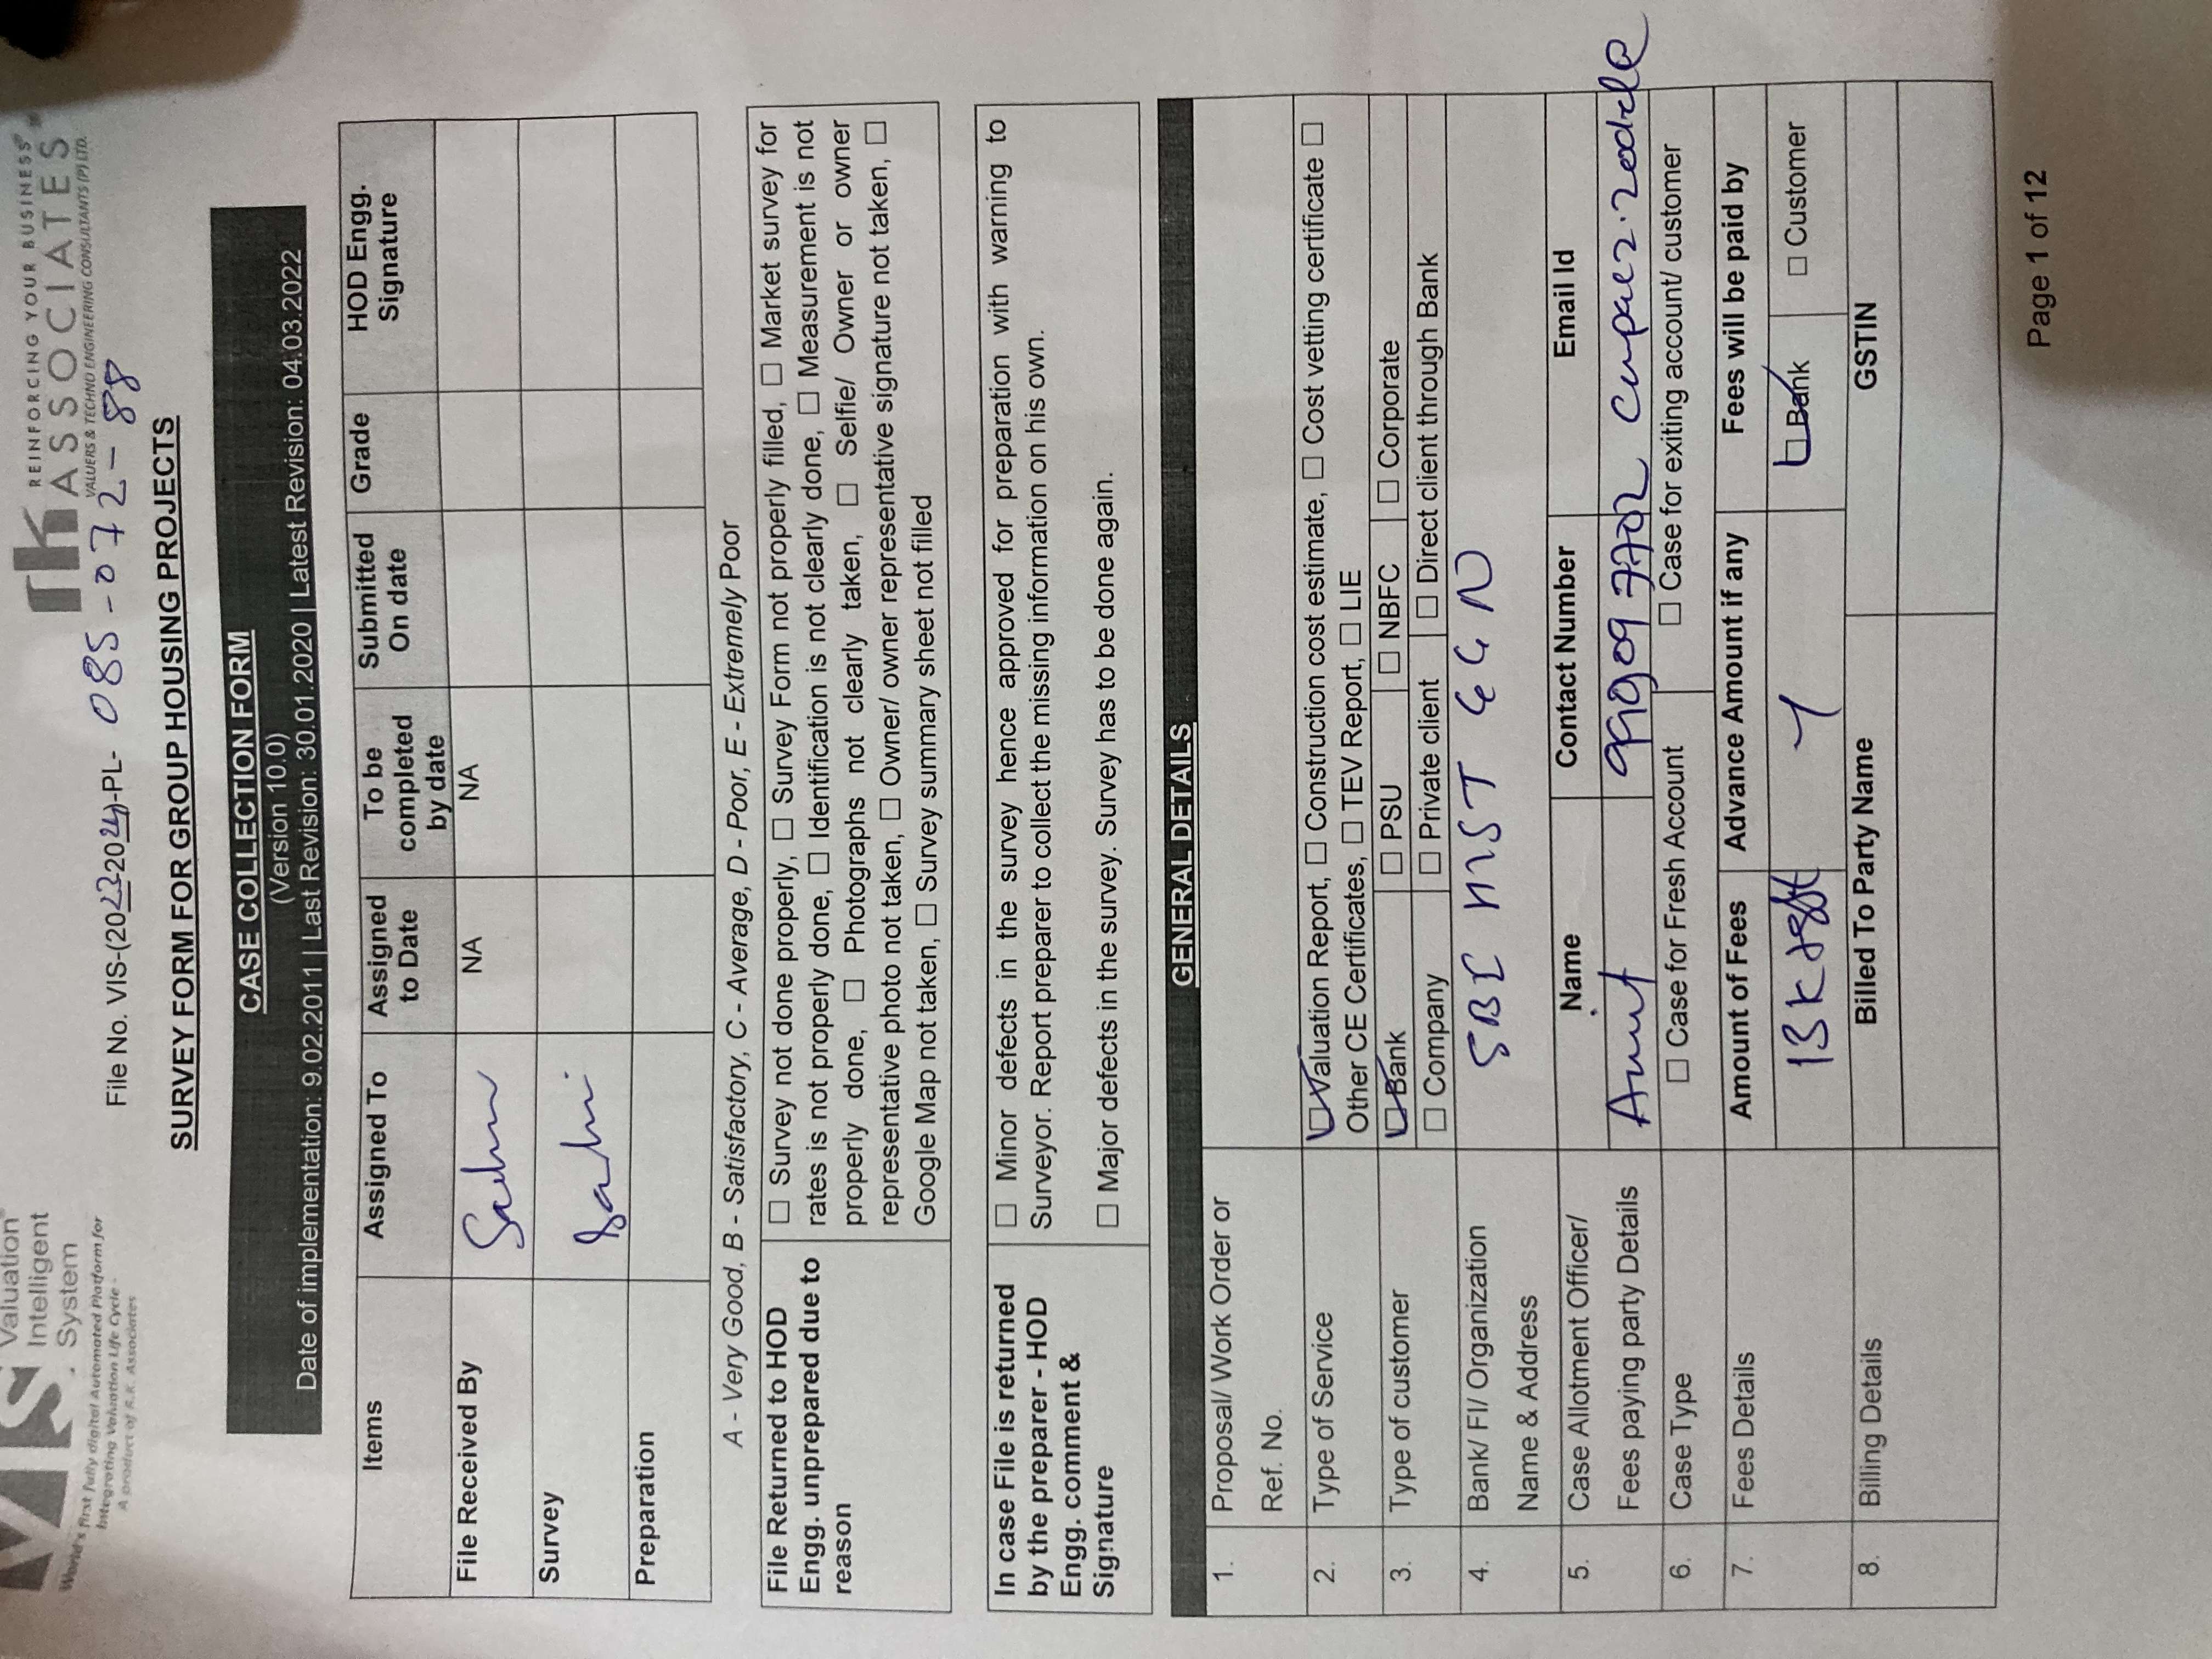 Valuation
Intelligent
System
World's first fully digital Automated Platform for
Integrating Valuation Life Cycle -
A product of R.K. Associates
REINFORCING YOUR BUSINESS
ASSOCIATES
VALUERS & TECHNO ENGINEERING CONSULTANTS (P) LTD.
File No. VIS-(2023-2024)-PL- 085-072-88
SURVEY FORM FOR GROUP HOUSING PROJECTS
CASE COLLECTION FORM
(Version 10.0)
Date of implementation: 9.02.2011 | Last Revision: 30.01.2020 | Latest Revision: 04.03.2022
Items Assigned To Assigned to Date To be completed by date Submitted On date Grade HOD Engg. Signature
File Received By NA NA
Survey
Preparation
A - Very Good, B - Satisfactory, C - Average, D - Poor, E - Extremely Poor
File Returned to HOD Engg. unprepared due to reason
☐ Survey not done properly, ☐ Survey Form not properly filled, ☐ Market survey for
rates is not properly done, ☐ Identification is not clearly done, ☐ Measurement is not
properly done, ☐ Photographs not clearly taken, ☐ Selfie/ Owner or owner
representative photo not taken, ☐ Owner/ owner representative signature not taken, ☐
Google Map not taken, ☐ Survey summary sheet not filled
In case File is returned by the preparer - HOD Engg. comment & Signature
☐ Minor defects in the survey hence approved for preparation with warning to
Surveyor. Report preparer to collect the missing information on his own.
☐ Major defects in the survey. Survey has to be done again.
GENERAL DETAILS
1. Proposal/ Work Order or Ref. No.
2. Type of Service ☑ Valuation Report, ☐ Construction cost estimate, ☐ Cost vetting certificate ☐
Other CE Certificates, ☐ TEV Report, ☐ LIE
3. Type of customer ☑ Bank ☐ PSU ☐ NBFC ☐ Corporate
☐ Company ☐ Private client ☐ Direct client through Bank
4. Bank/ FI/ Organization Name & Address SBI
5. Case Allotment Officer/ Fees paying party Details Name Contact Number Email Id
6. Case Type ☐ Case for Fresh Account ☐ Case for exiting account/ customer
7. Fees Details Amount of Fees Advance Amount if any Fees will be paid by
☑ Bank ☐ Customer
8. Billing Details Billed To Party Name GSTIN
Page 1 of 12